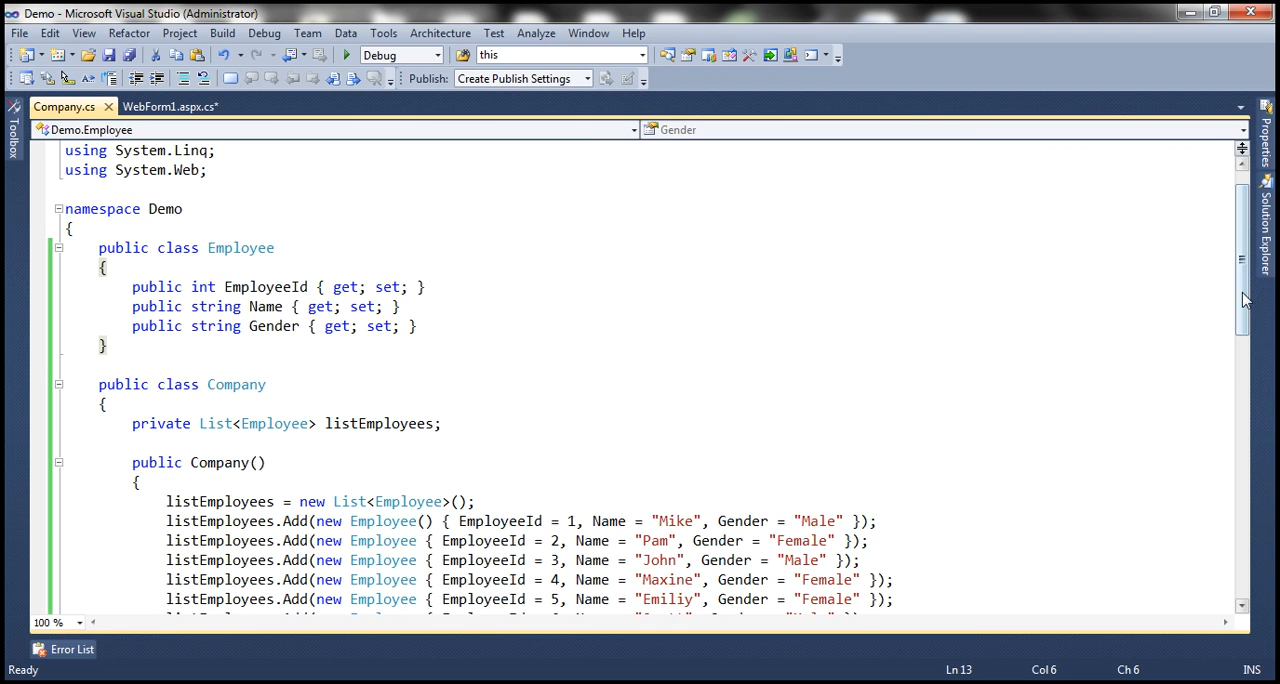 Demo - Microsoft Visual Studio (Administrator)
File Edit View Refactor Project Build Debug Team Data Tools Architecture Test Analyze Window Help
Debug this
Publish: Create Publish Settings
Company.cs WebForm1.aspx.cs*
Demo.Employee Gender
Toolbox
Properties
Solution Explorer
using System.Linq;
using System.Web;
namespace Demo
{
public class Employee
{
public int EmployeeId { get; set; }
public string Name { get; set; }
public string Gender { get; set; }
}
public class Company
{
private List<Employee> listEmployees;
public Company()
{
listEmployees = new List<Employee>();
listEmployees.Add(new Employee() { EmployeeId = 1, Name = "Mike", Gender = "Male" });
listEmployees.Add(new Employee { EmployeeId = 2, Name = "Pam", Gender = "Female" });
listEmployees.Add(new Employee { EmployeeId = 3, Name = "John", Gender = "Male" });
listEmployees.Add(new Employee { EmployeeId = 4, Name = "Maxine", Gender = "Female" });
listEmployees.Add(new Employee { EmployeeId = 5, Name = "Emiliy", Gender = "Female" });
100 %
Error List
Ready Ln 13 Col 6 Ch 6 INS